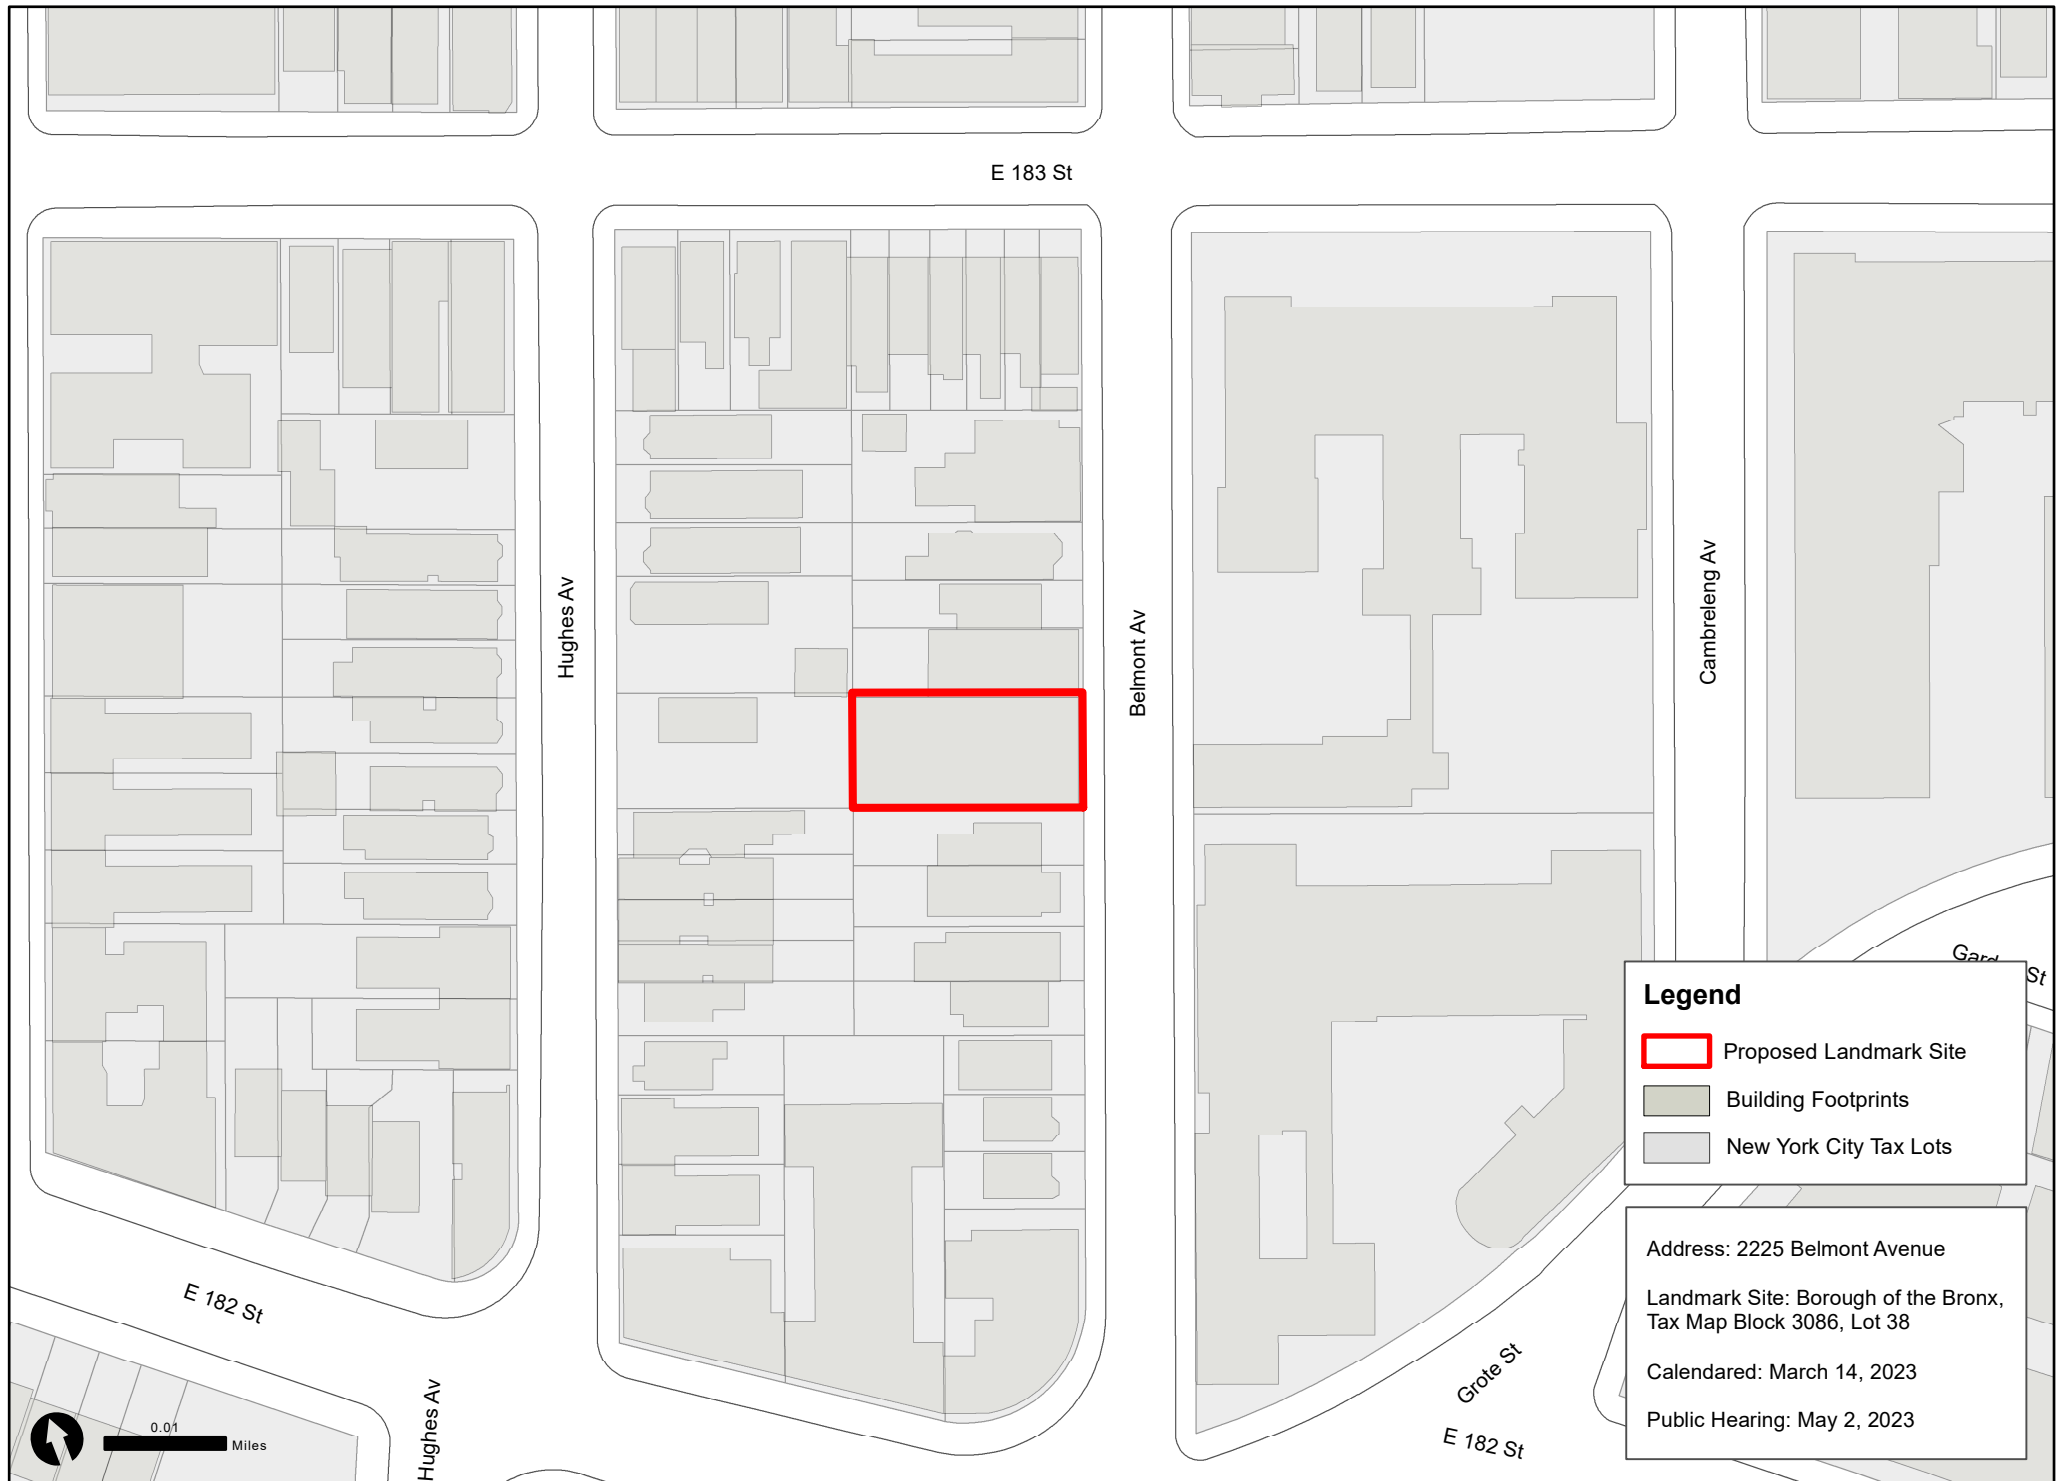 E 183 St
Hughes Av
Belmont Av
Cambreleng Av
St
Legend
Proposed Landmark Site
Building Footprints
New York City Tax Lots
Address: 2225 Belmont Avenue
Landmark Site: Borough of the Bronx,
Tax Map Block 3086, Lot 38
Calendared: March 14, 2023
Public Hearing: May 2, 2023
E 182 St
Grote St
E 182 St
Hughes Av
0.01
Miles